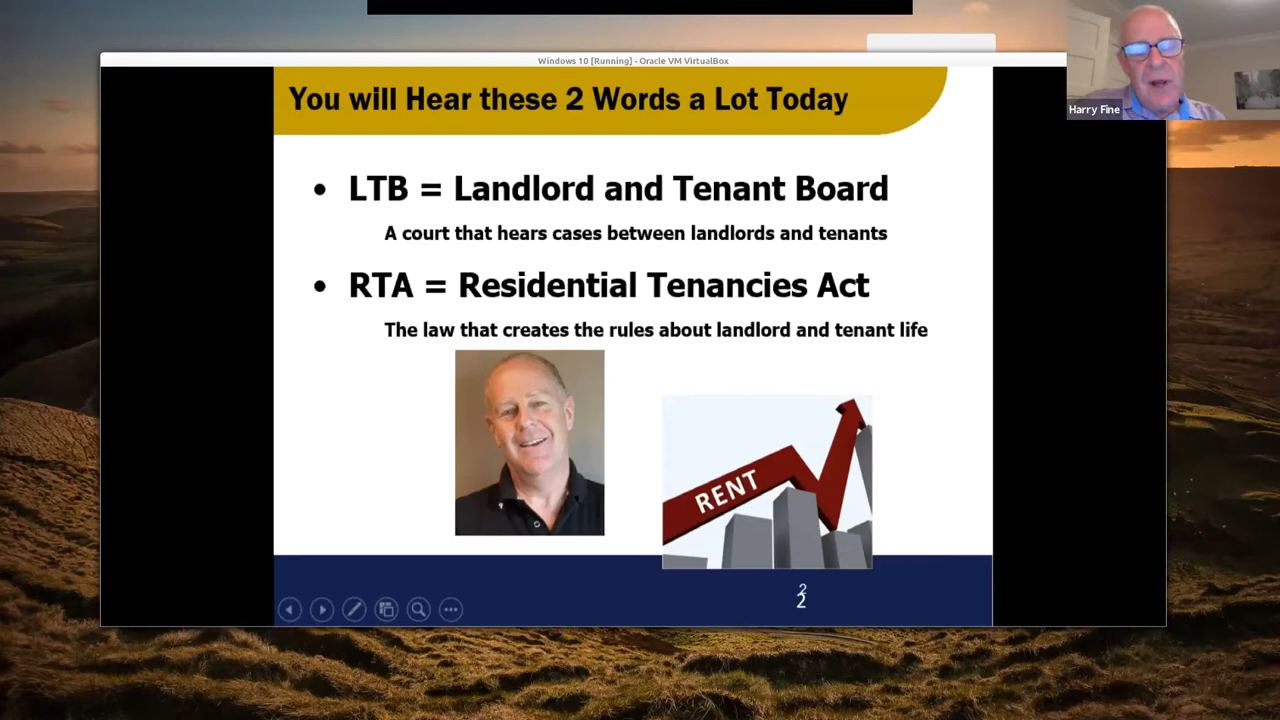 Windows 10 [Running] - Oracle VM VirtualBox
Harry Fine
You will Hear these 2 Words a Lot Today
• LTB = Landlord and Tenant Board
A court that hears cases between landlords and tenants
• RTA = Residential Tenancies Act
The law that creates the rules about landlord and tenant life
RENT
2
2